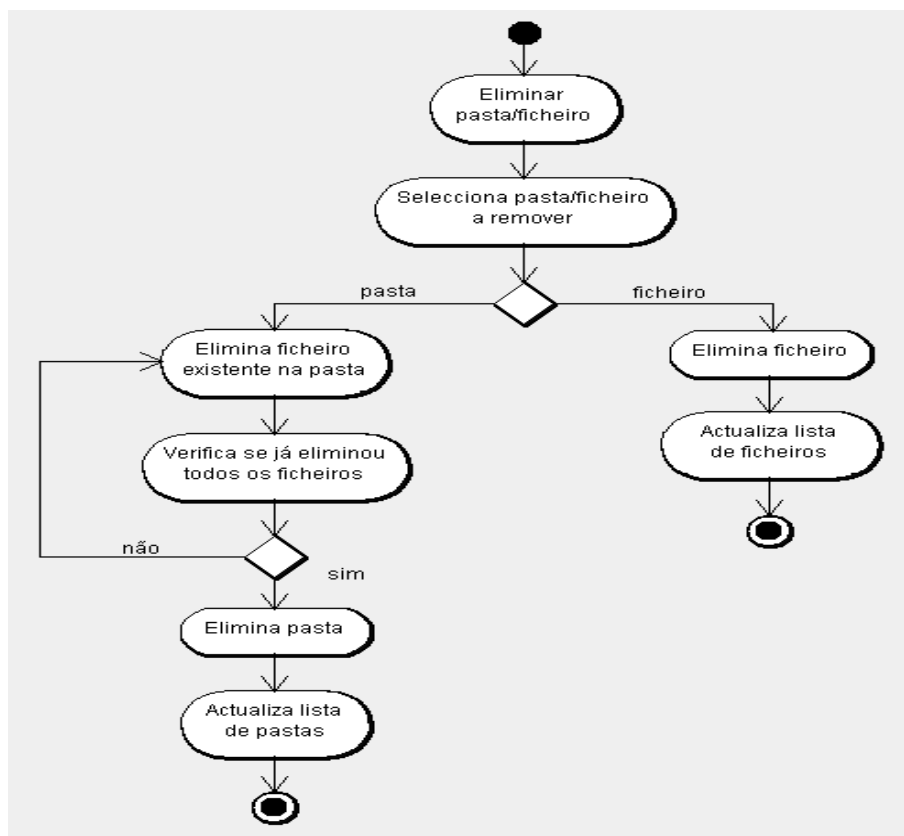 Eliminar
pasta/ficheiro
Selecciona pasta/ficheiro
a remover
pasta
ficheiro
Elimina ficheiro
existente na pasta
Elimina ficheiro
Verifica se já eliminou
todos os ficheiros
Actualiza lista
de ficheiros
não
sim
Elimina pasta
Actualiza lista
de pastas